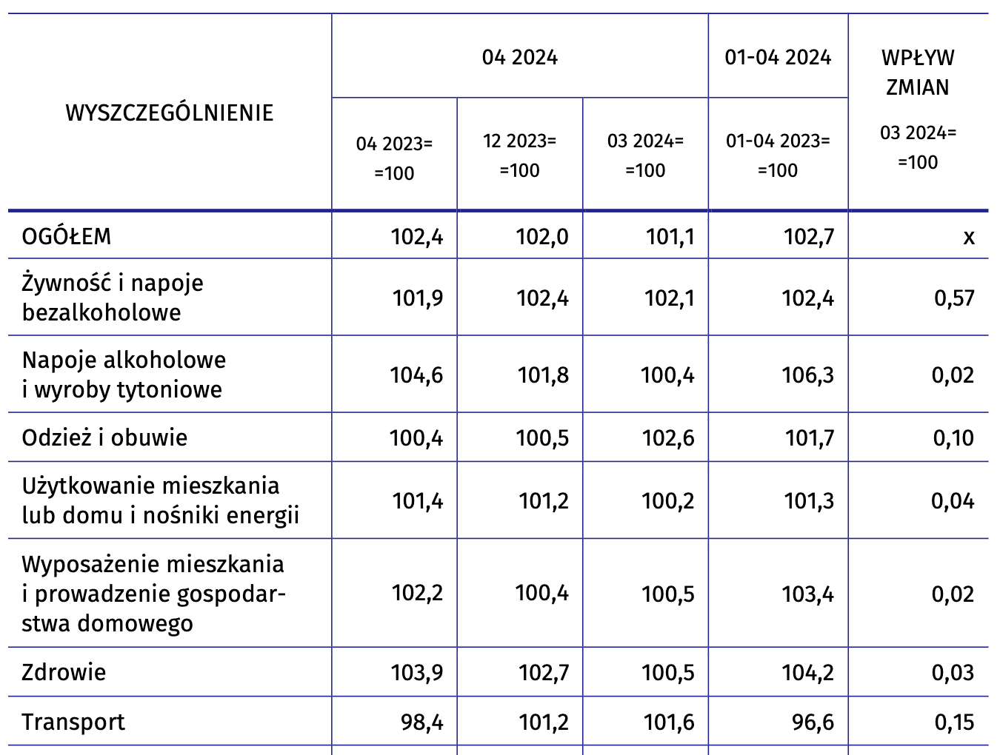 WYSZCZEGÓLNIENIE
04 2024
01-04 2024
WPŁYW
ZMIAN
03 2024=
=100
04 2023=
=100
12 2023=
=100
03 2024=
=100
01-04 2023=
=100
OGÓŁEM 102,4 102,0 101,1 102,7 x
Żywność i napoje
bezalkoholowe
101,9 102,4 102,1 102,4 0,57
Napoje alkoholowe
i wyroby tytoniowe
104,6 101,8 100,4 106,3 0,02
Odzież i obuwie 100,4 100,5 102,6 101,7 0,10
Użytkowanie mieszkania
lub domu i nośniki energii
101,4 101,2 100,2 101,3 0,04
Wyposażenie mieszkania
i prowadzenie gospodar-
stwa domowego
102,2 100,4 100,5 103,4 0,02
Zdrowie 103,9 102,7 100,5 104,2 0,03
Transport 98,4 101,2 101,6 96,6 0,15